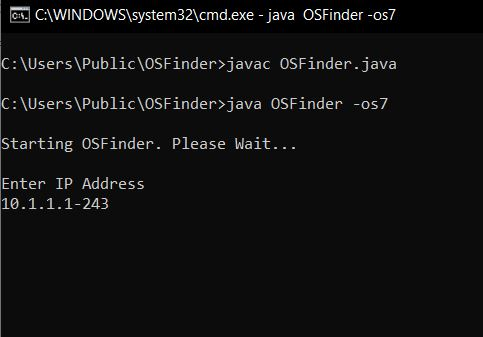 C:\WINDOWS\system32\cmd.exe - java  OSFinder -os7
C:\Users\Public\OSFinder>javac OSFinder.java
C:\Users\Public\OSFinder>java OSFinder -os7
Starting OSFinder. Please Wait...
Enter IP Address
10.1.1.1-243